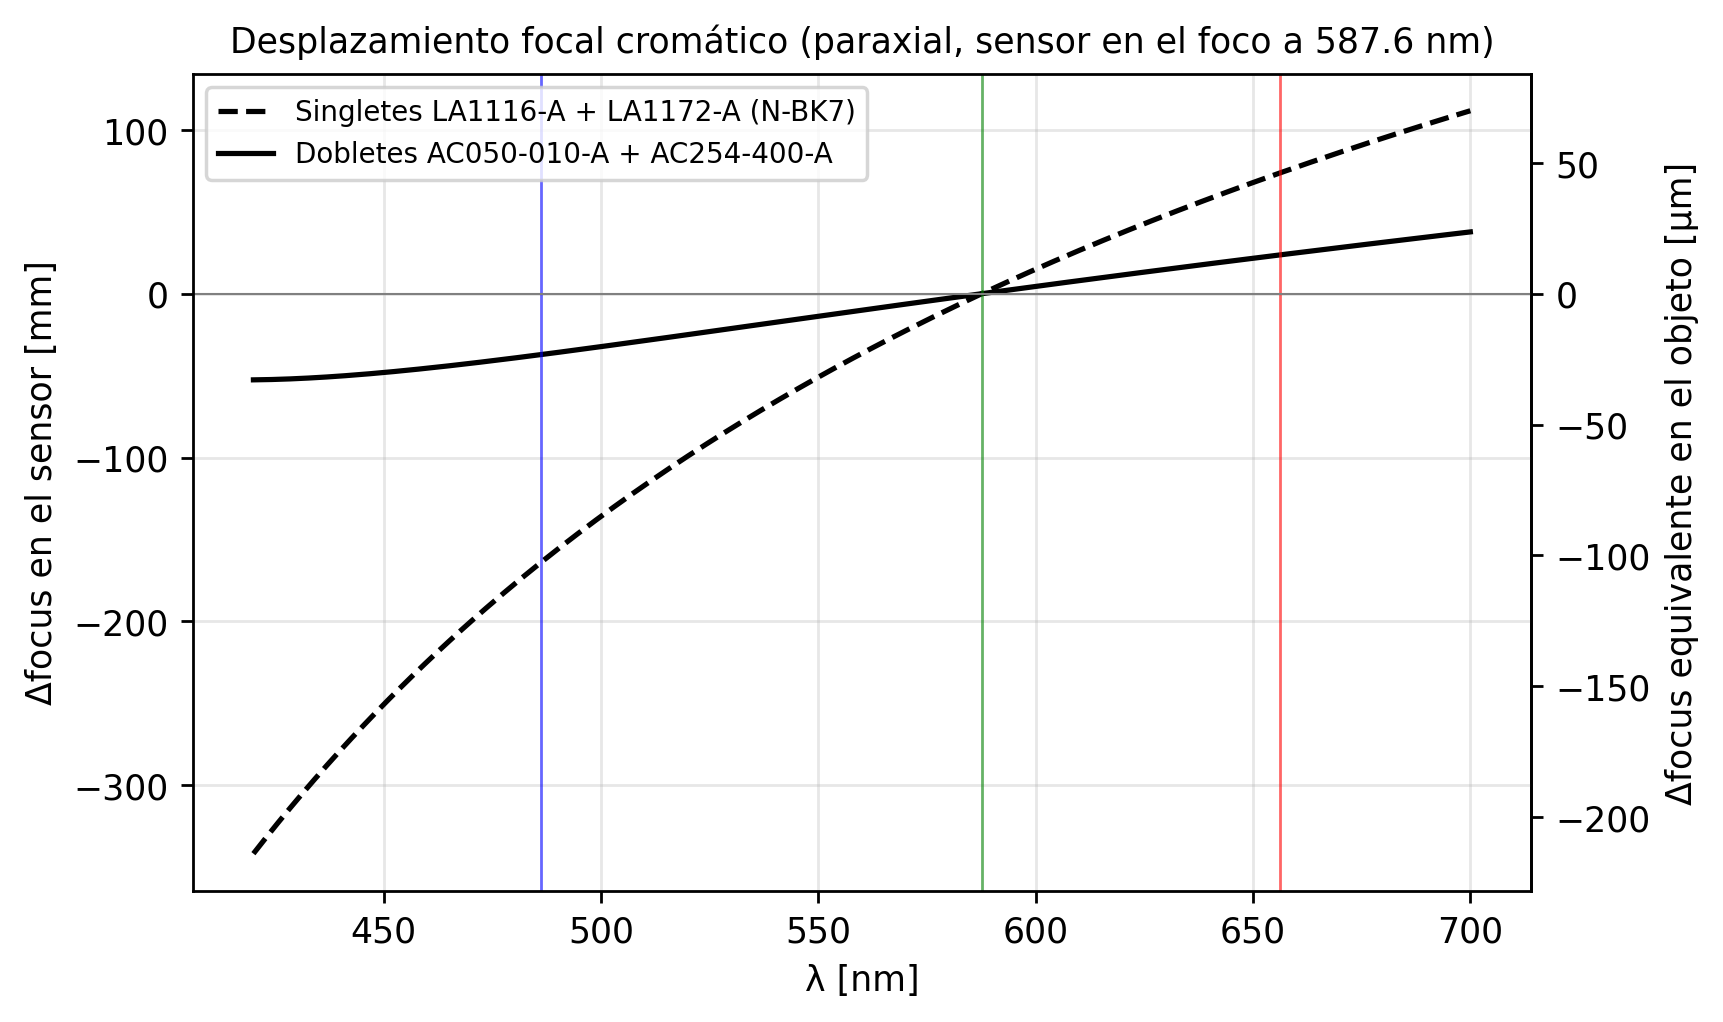 Desplazamiento focal cromático (paraxial, sensor en el foco a 587.6 nm)
Singletes LA1116-A + LA1172-A (N-BK7)
Dobletes AC050-010-A + AC254-400-A
Δfocus en el sensor [mm]
100
0
−100
−200
−300
50
0
−50
−100
−150
−200
Δfocus equivalente en el objeto [μm]
450
500
550
600
650
700
λ [nm]